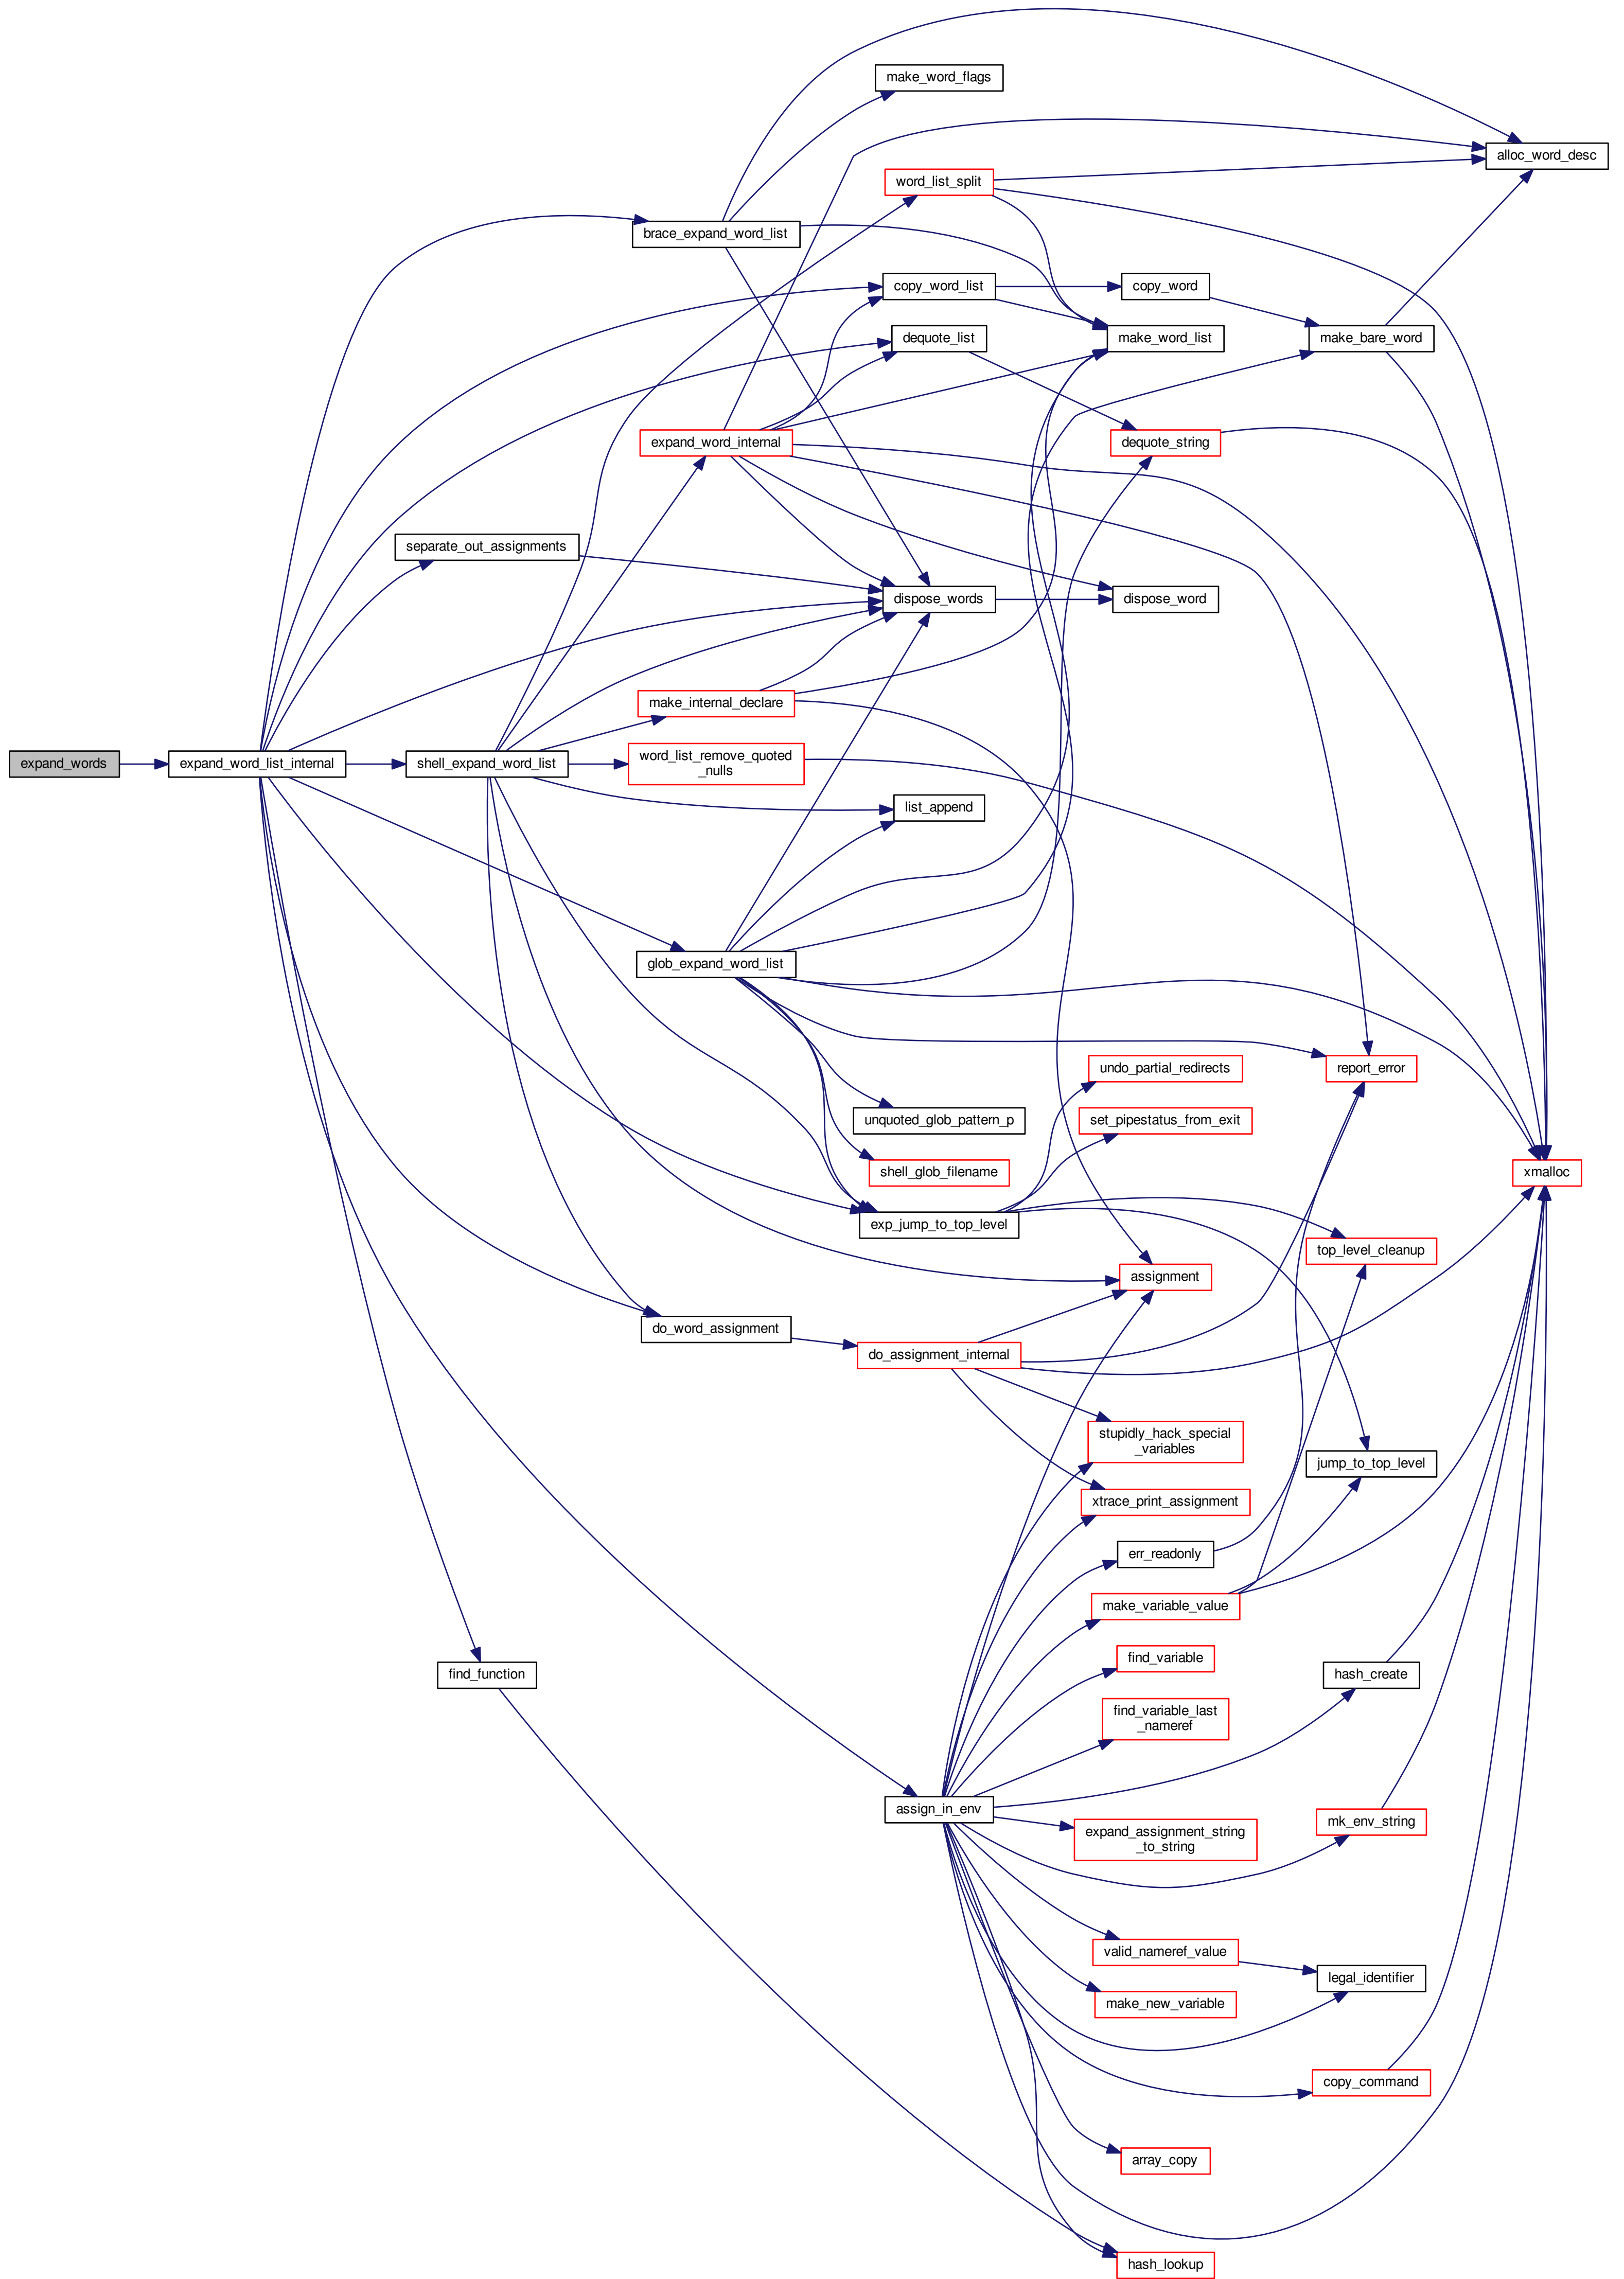 make_word_flags
alloc_word_desc
word_list_split
brace_expand_word_list
copy_word_list
copy_word
dequote_list
make_word_list
make_bare_word
expand_word_internal
dequote_string
separate_out_assignments
dispose_words
dispose_word
make_internal_declare
expand_words
expand_word_list_internal
shell_expand_word_list
word_list_remove_quoted
_nulls
list_append
glob_expand_word_list
undo_partial_redirects
report_error
unquoted_glob_pattern_p
set_pipestatus_from_exit
shell_glob_filename
xmalloc
exp_jump_to_top_level
top_level_cleanup
assignment
do_word_assignment
do_assignment_internal
stupidly_hack_special
_variables
jump_to_top_level
xtrace_print_assignment
err_readonly
make_variable_value
find_variable
find_function
hash_create
find_variable_last
_nameref
assign_in_env
mk_env_string
expand_assignment_string
_to_string
valid_nameref_value
legal_identifier
make_new_variable
copy_command
array_copy
hash_lookup